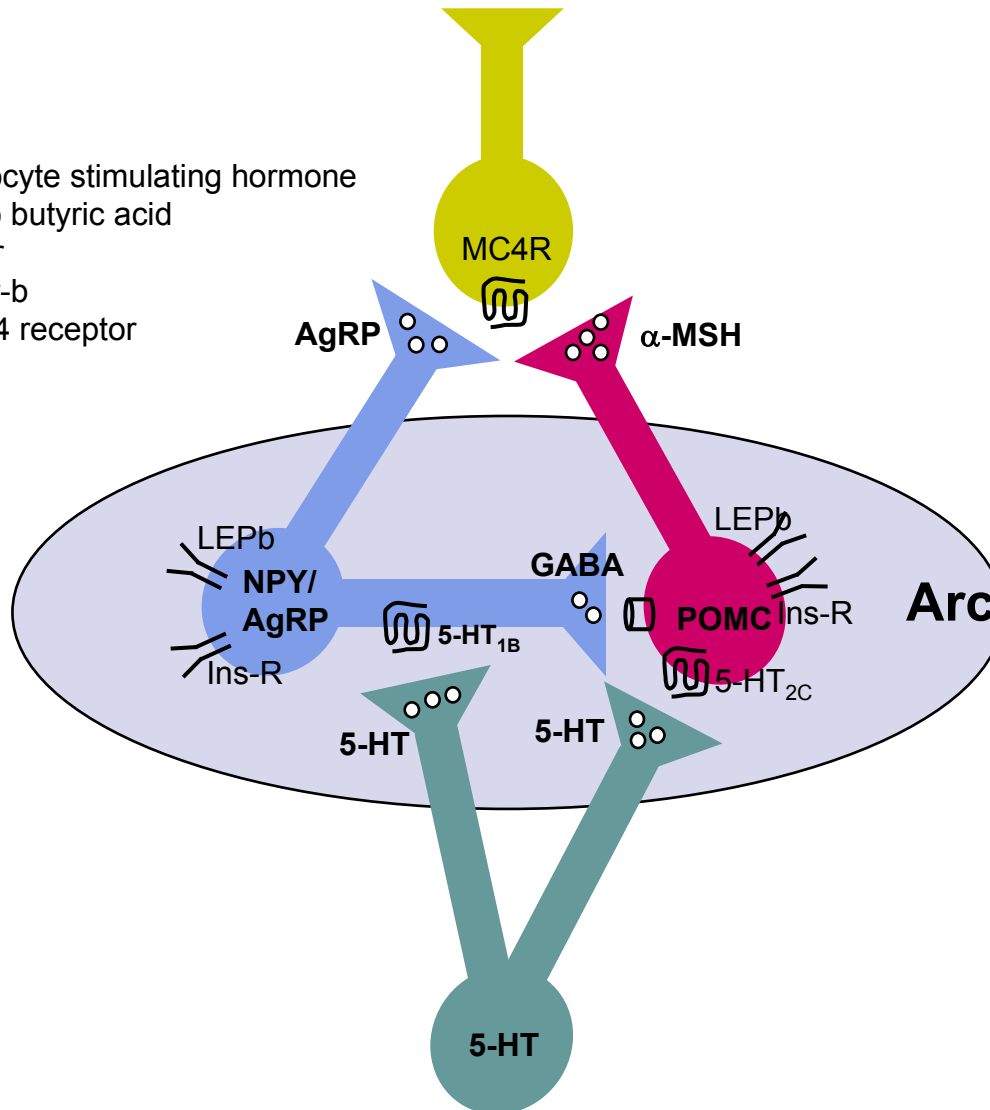 ocyte stimulating hormone
butyric acid
r
-b
4 receptor
MC4R
AgRP
α-MSH
LEPb
LEPb
NPY/
AgRP
GABA
POMC
Ins-R
Arc
5-HT1B
Ins-R
5-HT2C
5-HT
5-HT
5-HT